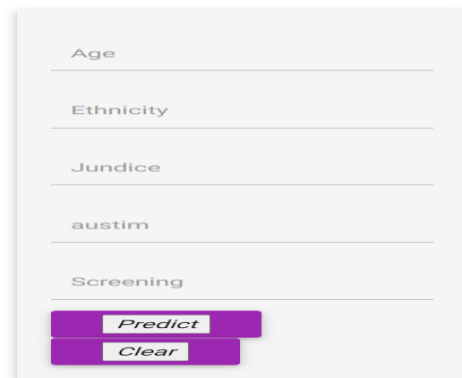 Age
Ethnicity
Jundice
austim
Screening
Predict
Clear